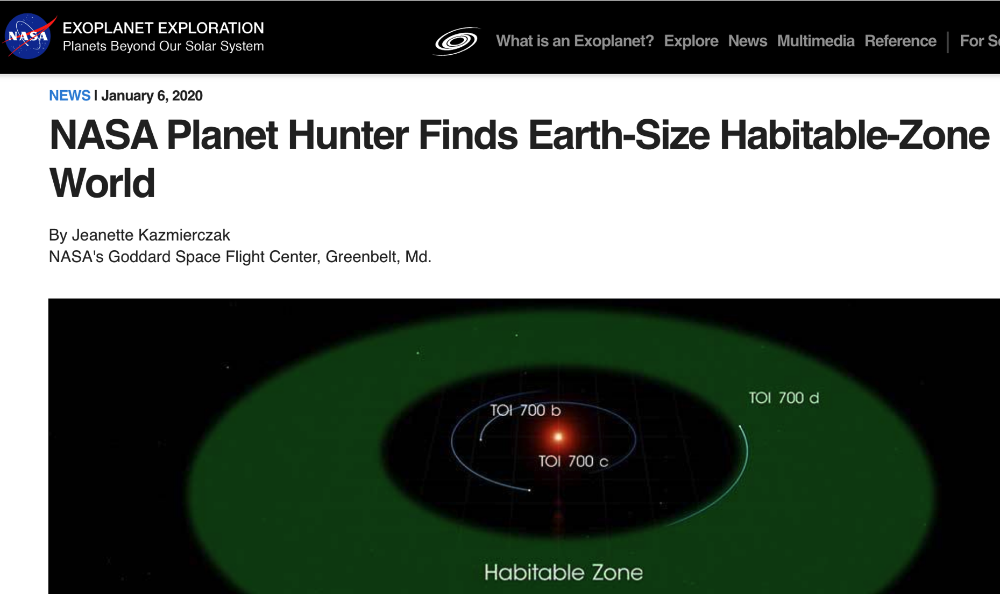 NASA
EXOPLANET EXPLORATION
Planets Beyond Our Solar System
What is an Exoplanet? Explore News Multimedia Reference | For S
NEWS | January 6, 2020
NASA Planet Hunter Finds Earth-Size Habitable-Zone
World
By Jeanette Kazmierczak
NASA's Goddard Space Flight Center, Greenbelt, Md.
TOI 700 d
TOI 700 b
TOI 700 c
Habitable Zone